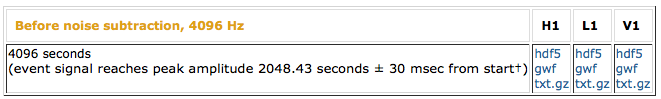 Before noise subtraction, 4096 Hz H1 L1 V1
4096 seconds hdf5 hdf5 hdf5
(event signal reaches peak amplitude 2048.43 seconds ± 30 msec from start†) gwf gwf gwf
txt.gz txt.gz txt.gz